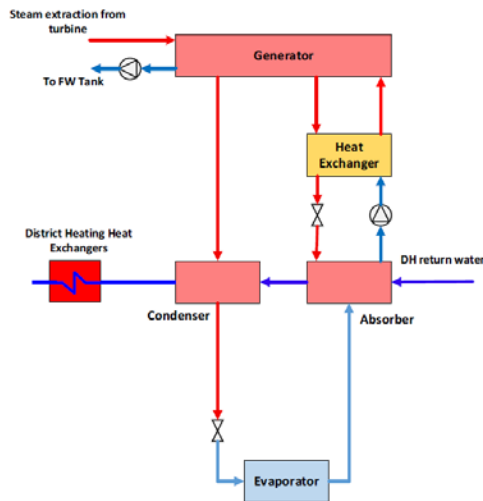 Steam extraction from
turbine
Generator
To FW Tank
Heat
Exchanger
District Heating Heat
Exchangers
DH return water
Condenser
Absorber
Evaporator